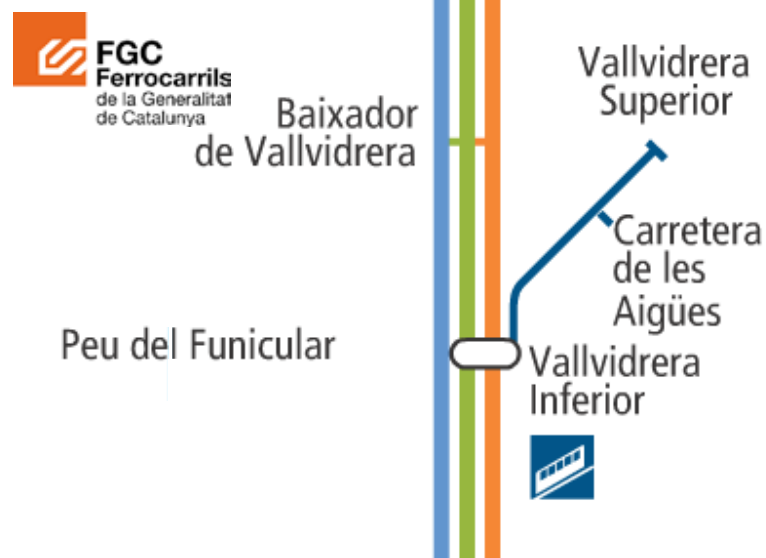 FGC
Ferrocarrils
de la Generalitat
de Catalunya
Baixador
de Vallvidrera
Vallvidrera
Superior
Carretera
de les
Aigües
Peu del Funicular
Vallvidrera
Inferior